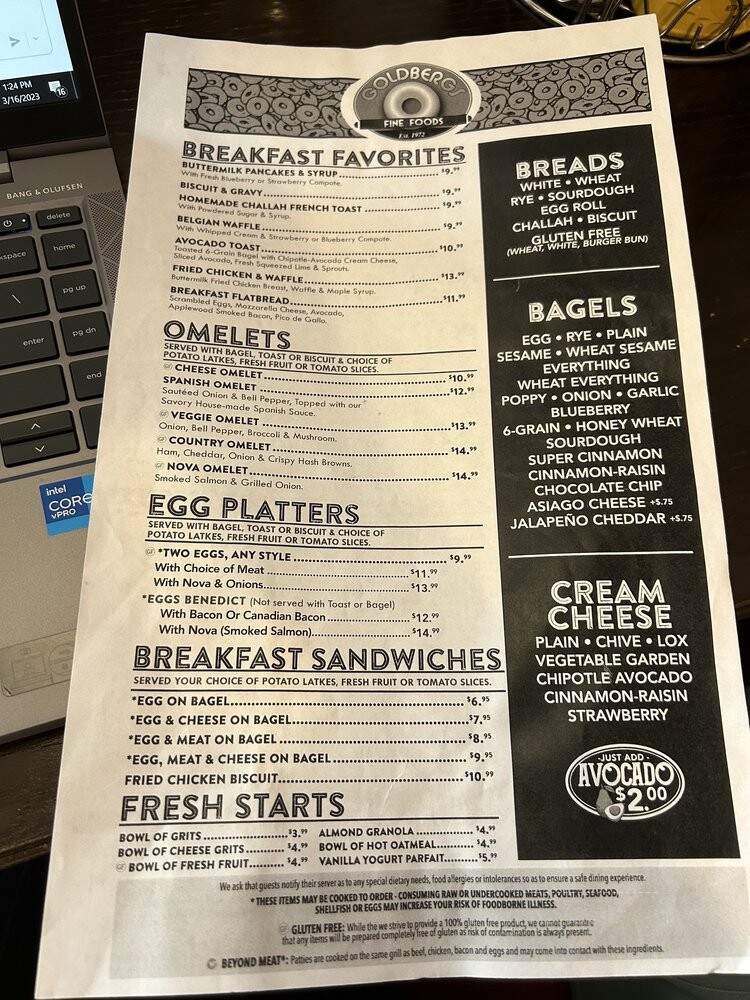 1:24 PM
3/16/2023
16
BANG & OLUFSEN
delete
home
pg up
enter
pg dn
end
intel
CORE
vPRO
GOLDBERG'S
FINE FOODS
Est. 1972
BREAKFAST FAVORITES
BUTTERMILK PANCAKES & SYRUP $9.99
With Fresh Blueberry or Strawberry Compote.
BISCUIT & GRAVY $9.99
HOMEMADE CHALLAH FRENCH TOAST $9.99
With Powdered Sugar & Syrup.
BELGIAN WAFFLE $9.99
With Whipped Cream & Strawberry or Blueberry Compote.
AVOCADO TOAST $10.99
Toasted 6-Grain Bagel with Chipotle-Avocado Cream Cheese,
Sliced Avocado, Fresh Squeezed Lime & Sprouts.
FRIED CHICKEN & WAFFLE $13.99
Buttermilk Fried Chicken Breast, Waffle & Maple Syrup.
BREAKFAST FLATBREAD $11.99
Scrambled Eggs, Mozzarella Cheese, Avocado,
Applewood Smoked Bacon, Pico de Gallo.
OMELETS
SERVED WITH BAGEL, TOAST OR BISCUIT & CHOICE OF
POTATO LATKES, FRESH FRUIT OR TOMATO SLICES.
GF CHEESE OMELET $10.99
SPANISH OMELET $12.99
Sautéed Onion & Bell Pepper, Topped with our
Savory House-made Spanish Sauce.
GF VEGGIE OMELET $13.99
Onion, Bell Pepper, Broccoli & Mushroom.
GF COUNTRY OMELET $14.99
Ham, Cheddar, Onion & Crispy Hash Browns.
GF NOVA OMELET $14.99
Smoked Salmon & Grilled Onion.
EGG PLATTERS
SERVED WITH BAGEL, TOAST OR BISCUIT & CHOICE OF
POTATO LATKES, FRESH FRUIT OR TOMATO SLICES.
GF *TWO EGGS, ANY STYLE $9.99
With Choice of Meat $11.99
With Nova & Onions $13.99
*EGGS BENEDICT (Not served with Toast or Bagel)
With Bacon Or Canadian Bacon $12.99
With Nova (Smoked Salmon) $14.99
BREAKFAST SANDWICHES
SERVED YOUR CHOICE OF POTATO LATKES, FRESH FRUIT OR TOMATO SLICES.
*EGG ON BAGEL $6.95
*EGG & CHEESE ON BAGEL $7.95
*EGG & MEAT ON BAGEL $8.95
*EGG, MEAT & CHEESE ON BAGEL $9.95
FRIED CHICKEN BISCUIT $10.99
FRESH STARTS
BOWL OF GRITS $3.99
BOWL OF CHEESE GRITS $4.99
GF BOWL OF FRESH FRUIT $4.99
ALMOND GRANOLA $4.99
BOWL OF HOT OATMEAL $4.99
VANILLA YOGURT PARFAIT $5.99
BREADS
WHITE • WHEAT
RYE • SOURDOUGH
EGG ROLL
CHALLAH • BISCUIT
GLUTEN FREE
(WHEAT, WHITE, BURGER BUN)
BAGELS
EGG • RYE • PLAIN
SESAME • WHEAT SESAME
EVERYTHING
WHEAT EVERYTHING
POPPY • ONION • GARLIC
BLUEBERRY
6-GRAIN • HONEY WHEAT
SOURDOUGH
SUPER CINNAMON
CINNAMON-RAISIN
CHOCOLATE CHIP
ASIAGO CHEESE +$.75
JALAPEÑO CHEDDAR +$.75
CREAM
CHEESE
PLAIN • CHIVE • LOX
VEGETABLE GARDEN
CHIPOTLE AVOCADO
CINNAMON-RAISIN
STRAWBERRY
• JUST ADD •
AVOCADO
$2.00
We ask that guests notify their server as to any special dietary needs, food allergies or intolerances so as to ensure a safe dining experience.
* THESE ITEMS MAY BE COOKED TO ORDER - CONSUMING RAW OR UNDERCOOKED MEATS, POULTRY, SEAFOOD,
SHELLFISH OR EGGS MAY INCREASE YOUR RISK OF FOODBORNE ILLNESS.
GF GLUTEN FREE: While the we strive to provide a 100% gluten free product, we cannot guarantee
that any items will be prepared completely free of gluten as risk of contamination is always present.
BEYOND MEAT*: Patties are cooked on the same grill as beef, chicken, bacon and eggs and may come into contact with these ingredients.